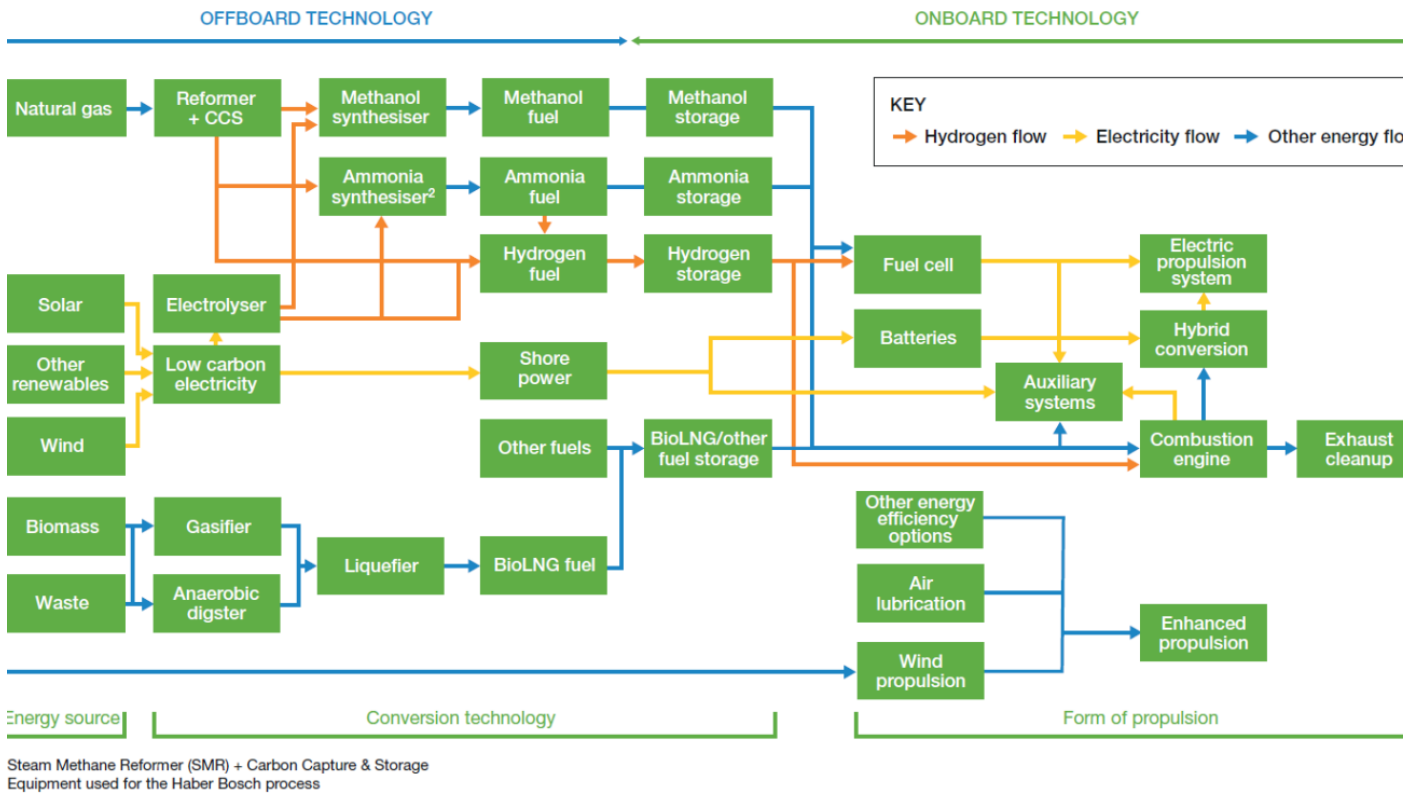 OFFBOARD TECHNOLOGY
ONBOARD TECHNOLOGY
Natural gas
Reformer
+ CCS
Methanol
synthesiser
Methanol
fuel
Methanol
storage
KEY
Hydrogen flow
Electricity flow
Other energy flo
Ammonia
synthesiser²
Ammonia
fuel
Ammonia
storage
Hydrogen
fuel
Hydrogen
storage
Fuel cell
Electric
propulsion
system
Solar
Electrolyser
Batteries
Hybrid
conversion
Other
renewables
Low carbon
electricity
Shore
power
Auxiliary
systems
Wind
Other fuels
BioLNG/other
fuel storage
Combustion
engine
Exhaust
cleanup
Biomass
Gasifier
Other energy
efficiency
options
Liquefier
BioLNG fuel
Waste
Anaerobic
digster
Air
lubrication
Enhanced
propulsion
Wind
propulsion
Energy source
Conversion technology
Form of propulsion
Steam Methane Reformer (SMR) + Carbon Capture & Storage
Equipment used for the Haber Bosch process